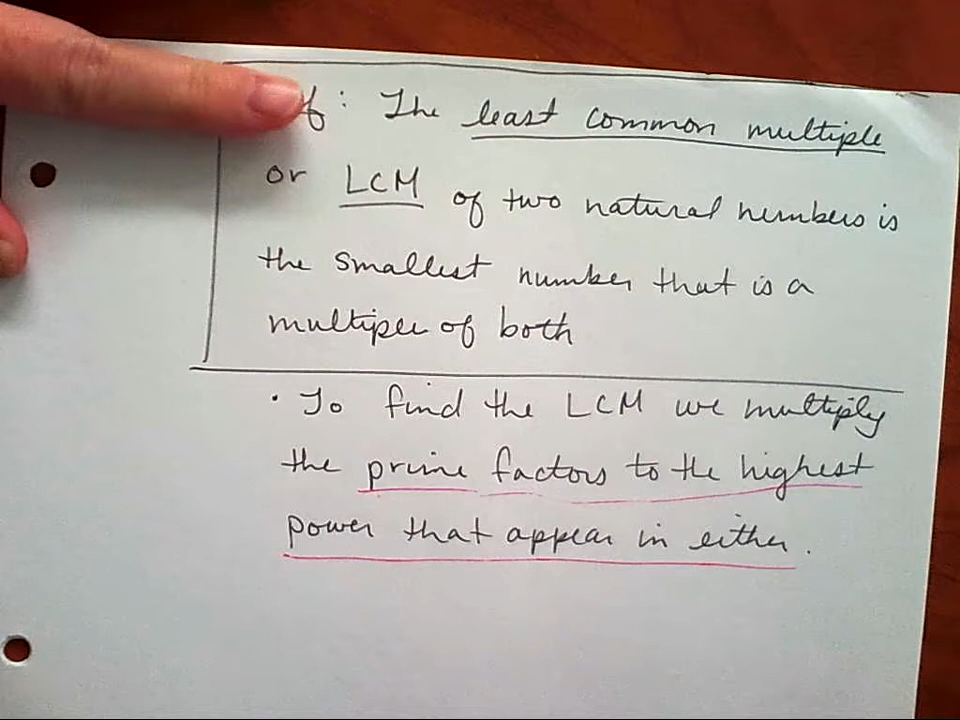 f: The least common multiple
or LCM of two natural numbers is
the smallest number that is a
multiple of both
• To find the LCM we multiply
the prime factors to the highest
power that appear in either.